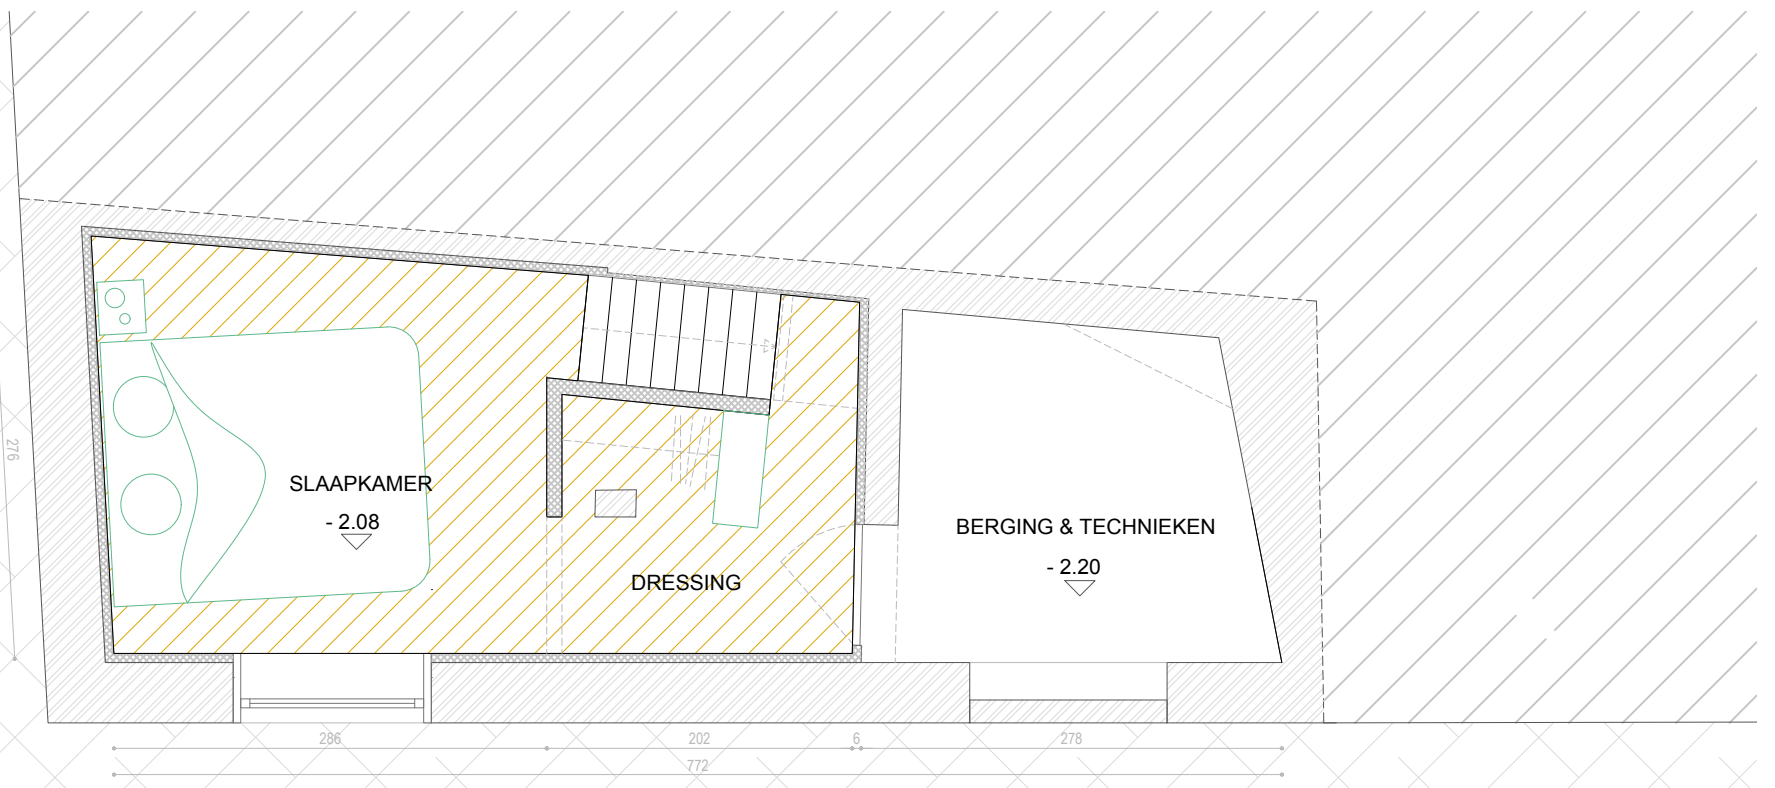 SLAAPKAMER
- 2.08
BERGING & TECHNIEKEN
- 2.20
DRESSING
276
286
202
6
278
772